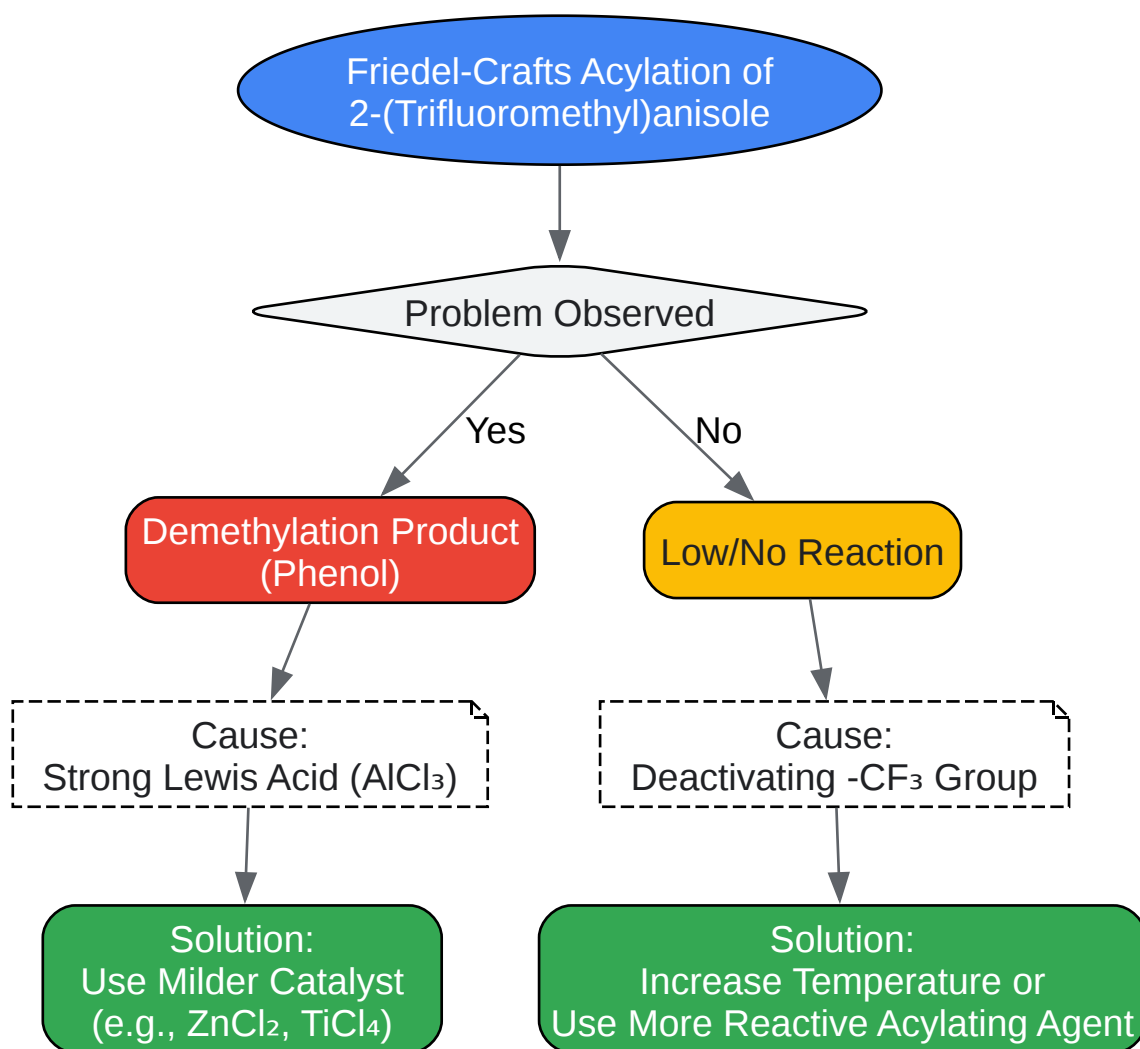 Friedel-Crafts Acylation of
2-(Trifluoromethyl)anisole
Problem Observed
Yes
No
Demethylation Product
(Phenol)
Low/No Reaction
Cause:
Strong Lewis Acid (AlCl₃)
Cause:
Deactivating -CF₃ Group
Solution:
Use Milder Catalyst
(e.g., ZnCl₂, TiCl₄)
Solution:
Increase Temperature or
Use More Reactive Acylating Agent